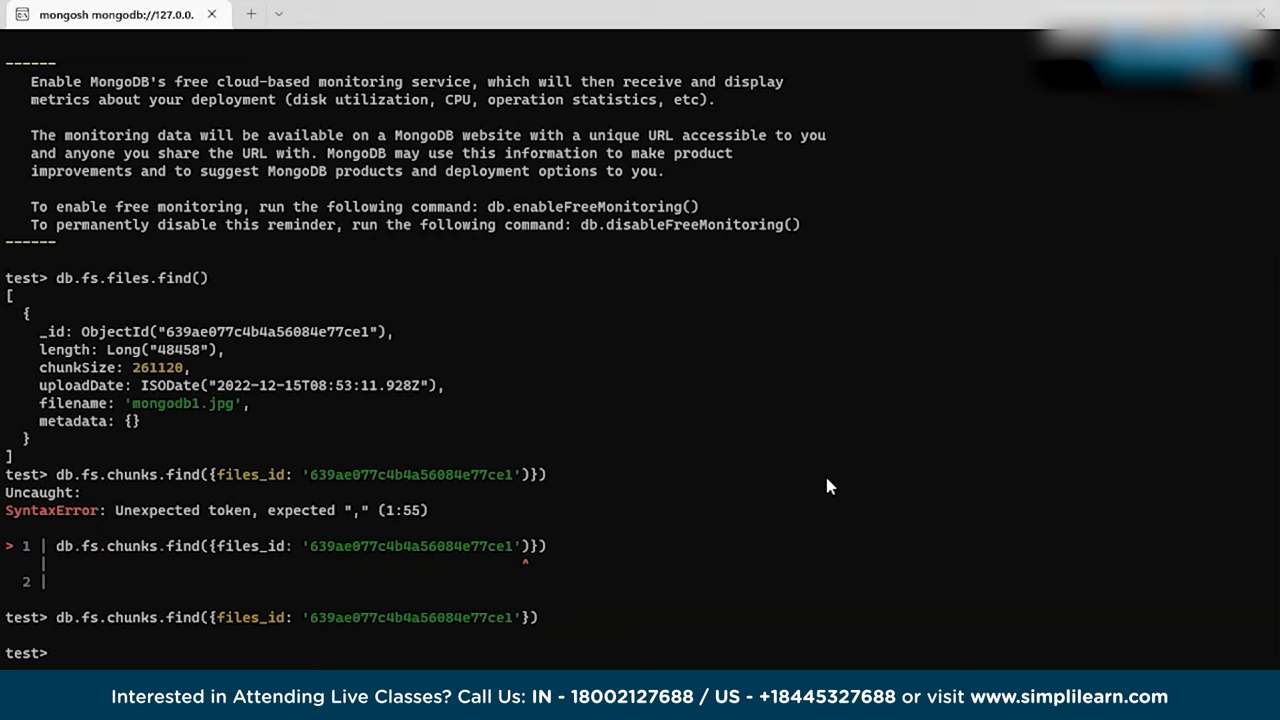 mongosh mongodb://127.0.0.
------
Enable MongoDB's free cloud-based monitoring service, which will then receive and display
metrics about your deployment (disk utilization, CPU, operation statistics, etc).
The monitoring data will be available on a MongoDB website with a unique URL accessible to you
and anyone you share the URL with. MongoDB may use this information to make product
improvements and to suggest MongoDB products and deployment options to you.
To enable free monitoring, run the following command: db.enableFreeMonitoring()
To permanently disable this reminder, run the following command: db.disableFreeMonitoring()
------
test> db.fs.files.find()
[
{
_id: ObjectId("639ae077c4b4a56084e77ce1"),
length: Long("48458"),
chunkSize: 261120,
uploadDate: ISODate("2022-12-15T08:53:11.928Z"),
filename: 'mongodb1.jpg',
metadata: {}
}
]
test> db.fs.chunks.find({files_id: '639ae077c4b4a56084e77ce1')})
Uncaught:
SyntaxError: Unexpected token, expected "," (1:55)
> 1 | db.fs.chunks.find({files_id: '639ae077c4b4a56084e77ce1')})
| ^
2 |
test> db.fs.chunks.find({files_id: '639ae077c4b4a56084e77ce1'})
test>
Interested in Attending Live Classes? Call Us: IN - 18002127688 / US - +18445327688 or visit www.simplilearn.com